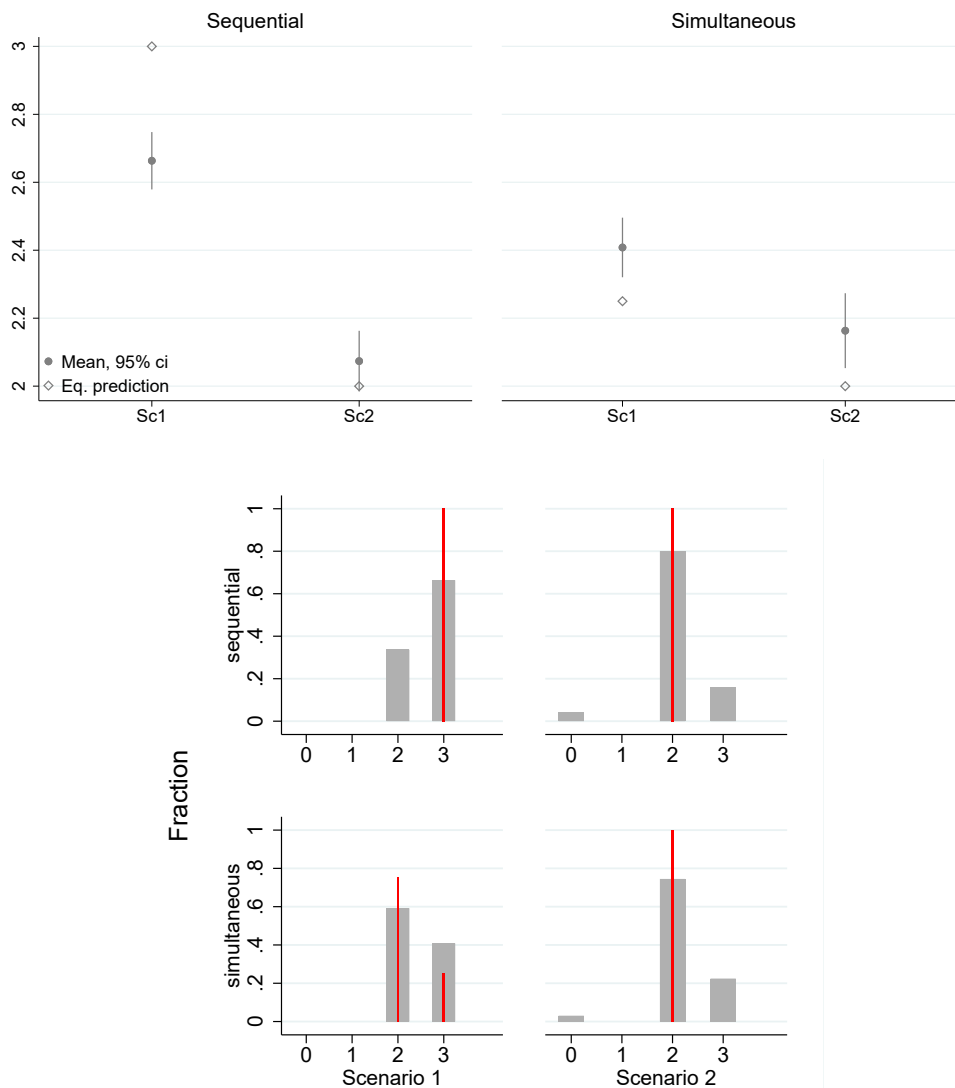 Sequential Simultaneous
3
2.8
2.6
2.4
2.2
2
Mean, 95% ci
Eq. prediction
Sc1 Sc2 Sc1 Sc2
Fraction
sequential
1
.8
.6
.4
.2
0
0 1 2 3 0 1 2 3
simultaneous
1
.8
.6
.4
.2
0
0 1 2 3 0 1 2 3
Scenario 1 Scenario 2